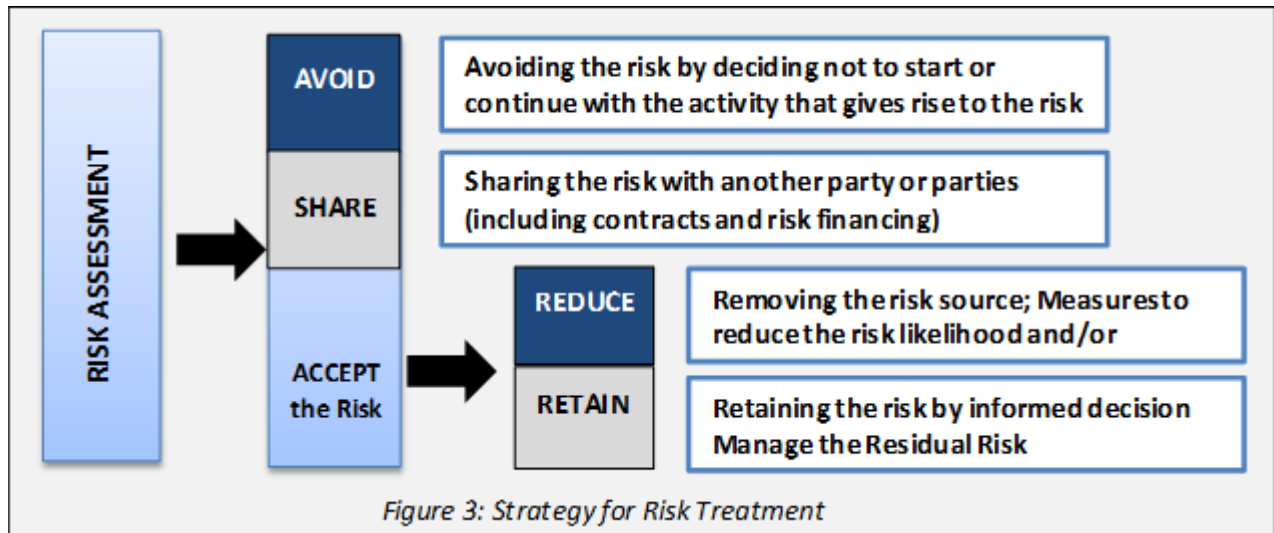 RISK ASSESSMENT
AVOID
Avoiding the risk by deciding not to start or
continue with the activity that gives rise to the risk
SHARE
Sharing the risk with another party or parties
(including contracts and risk financing)
ACCEPT
the Risk
REDUCE
Removing the risk source; Measures to
reduce the risk likelihood and/or
RETAIN
Retaining the risk by informed decision
Manage the Residual Risk
Figure 3: Strategy for Risk Treatment